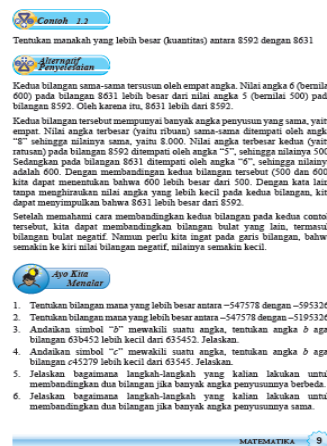 Contoh 1.2
Tentukan manakah yang lebih besar (kuantitas) antara 8592 dengan 8631
Alternatif
Penyelesaian
Kedua bilangan sama-sama tersusun oleh empat angka. Nilai angka 6 (bernila
600) pada bilangan 8631 lebih besar dari nilai angka 5 (bernilai 500) pad
bilangan 8592. Oleh karena itu, 8631 lebih dari 8592.
Kedua bilangan tersebut mempunyai banyak angka penyusun yang sama, yait
empat. Nilai angka terbesar (yaitu ribuan) sama-sama ditempati oleh angk
"8" sehingga nilainya sama, yaitu 8.000. Nilai angka terbesar kedua (yait
ratusan) pada bilangan 8592 ditempati oleh angka "5", sehingga nilainya 50
Sedangkan pada bilangan 8631 ditempati oleh angka "6", sehingga nilainy
adalah 600. Dengan membandingan kedua bilangan tersebut (500 dan 600
kita dapat menentukan bahwa 600 lebih besar dari 500. Dengan kata lain
tanpa menghiraukan nilai angka yang lebih kecil pada kedua bilangan, kit
dapat menyimpulkan bahwa 8631 lebih besar dari 8592.
Setelah memahami cara membandingkan kedua bilangan pada kedua conto
tersebut, kita dapat membandingkan bilangan bulat yang lain, termasu
bilangan bulat negatif. Namun perlu kita ingat pada garis bilangan, bahw
semakin ke kiri nilai bilangan negatif, nilainya semakin kecil.
Ayo Kita
Menalar
1. Tentukan bilangan mana yang lebih besar antara −547578 dengan −595326
2. Tentukan bilangan mana yang lebih besar antara −547578 dengan −519532
3. Andaikan simbol "b" mewakili suatu angka, tentukan angka b aga
bilangan 63b452 lebih kecil dari 635452. Jelaskan.
4. Andaikan simbol "c" mewakili suatu angka, tentukan angka b aga
bilangan c45279 lebih kecil dari 63545. Jelaskan.
5. Jelaskan bagaimana langkah-langkah yang kalian lakukan untu
membandingkan dua bilangan jika banyak angka penyusunnya berbeda.
6. Jelaskan bagaimana langkah-langkah yang kalian lakukan untu
membandingkan dua bilangan jika banyak angka penyusunnya sama.
MATEMATIKA 9